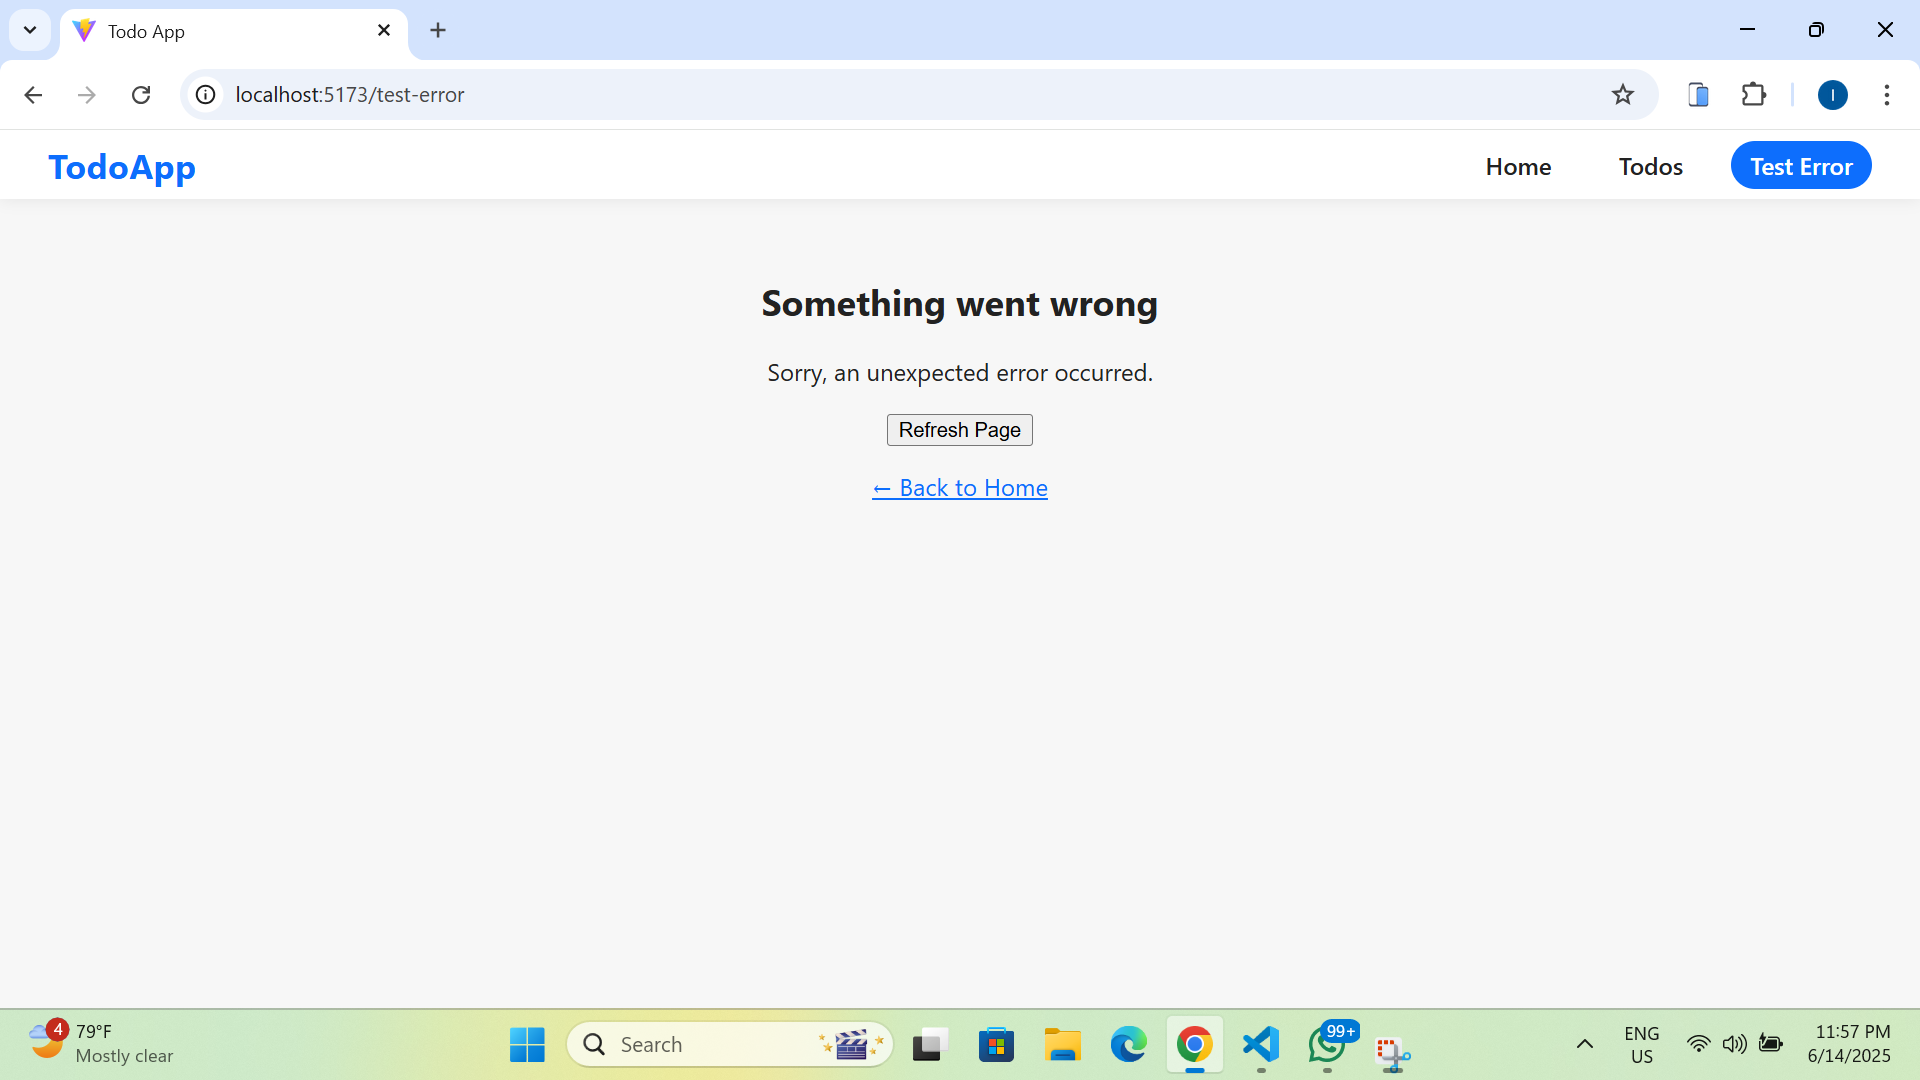 Todo App
localhost:5173/test-error
I
TodoApp
Home
Todos
Test Error
Something went wrong
Sorry, an unexpected error occurred.
Refresh Page
← Back to Home
4
79°F
Mostly clear
Search
99+
ENG
US
11:57 PM
6/14/2025